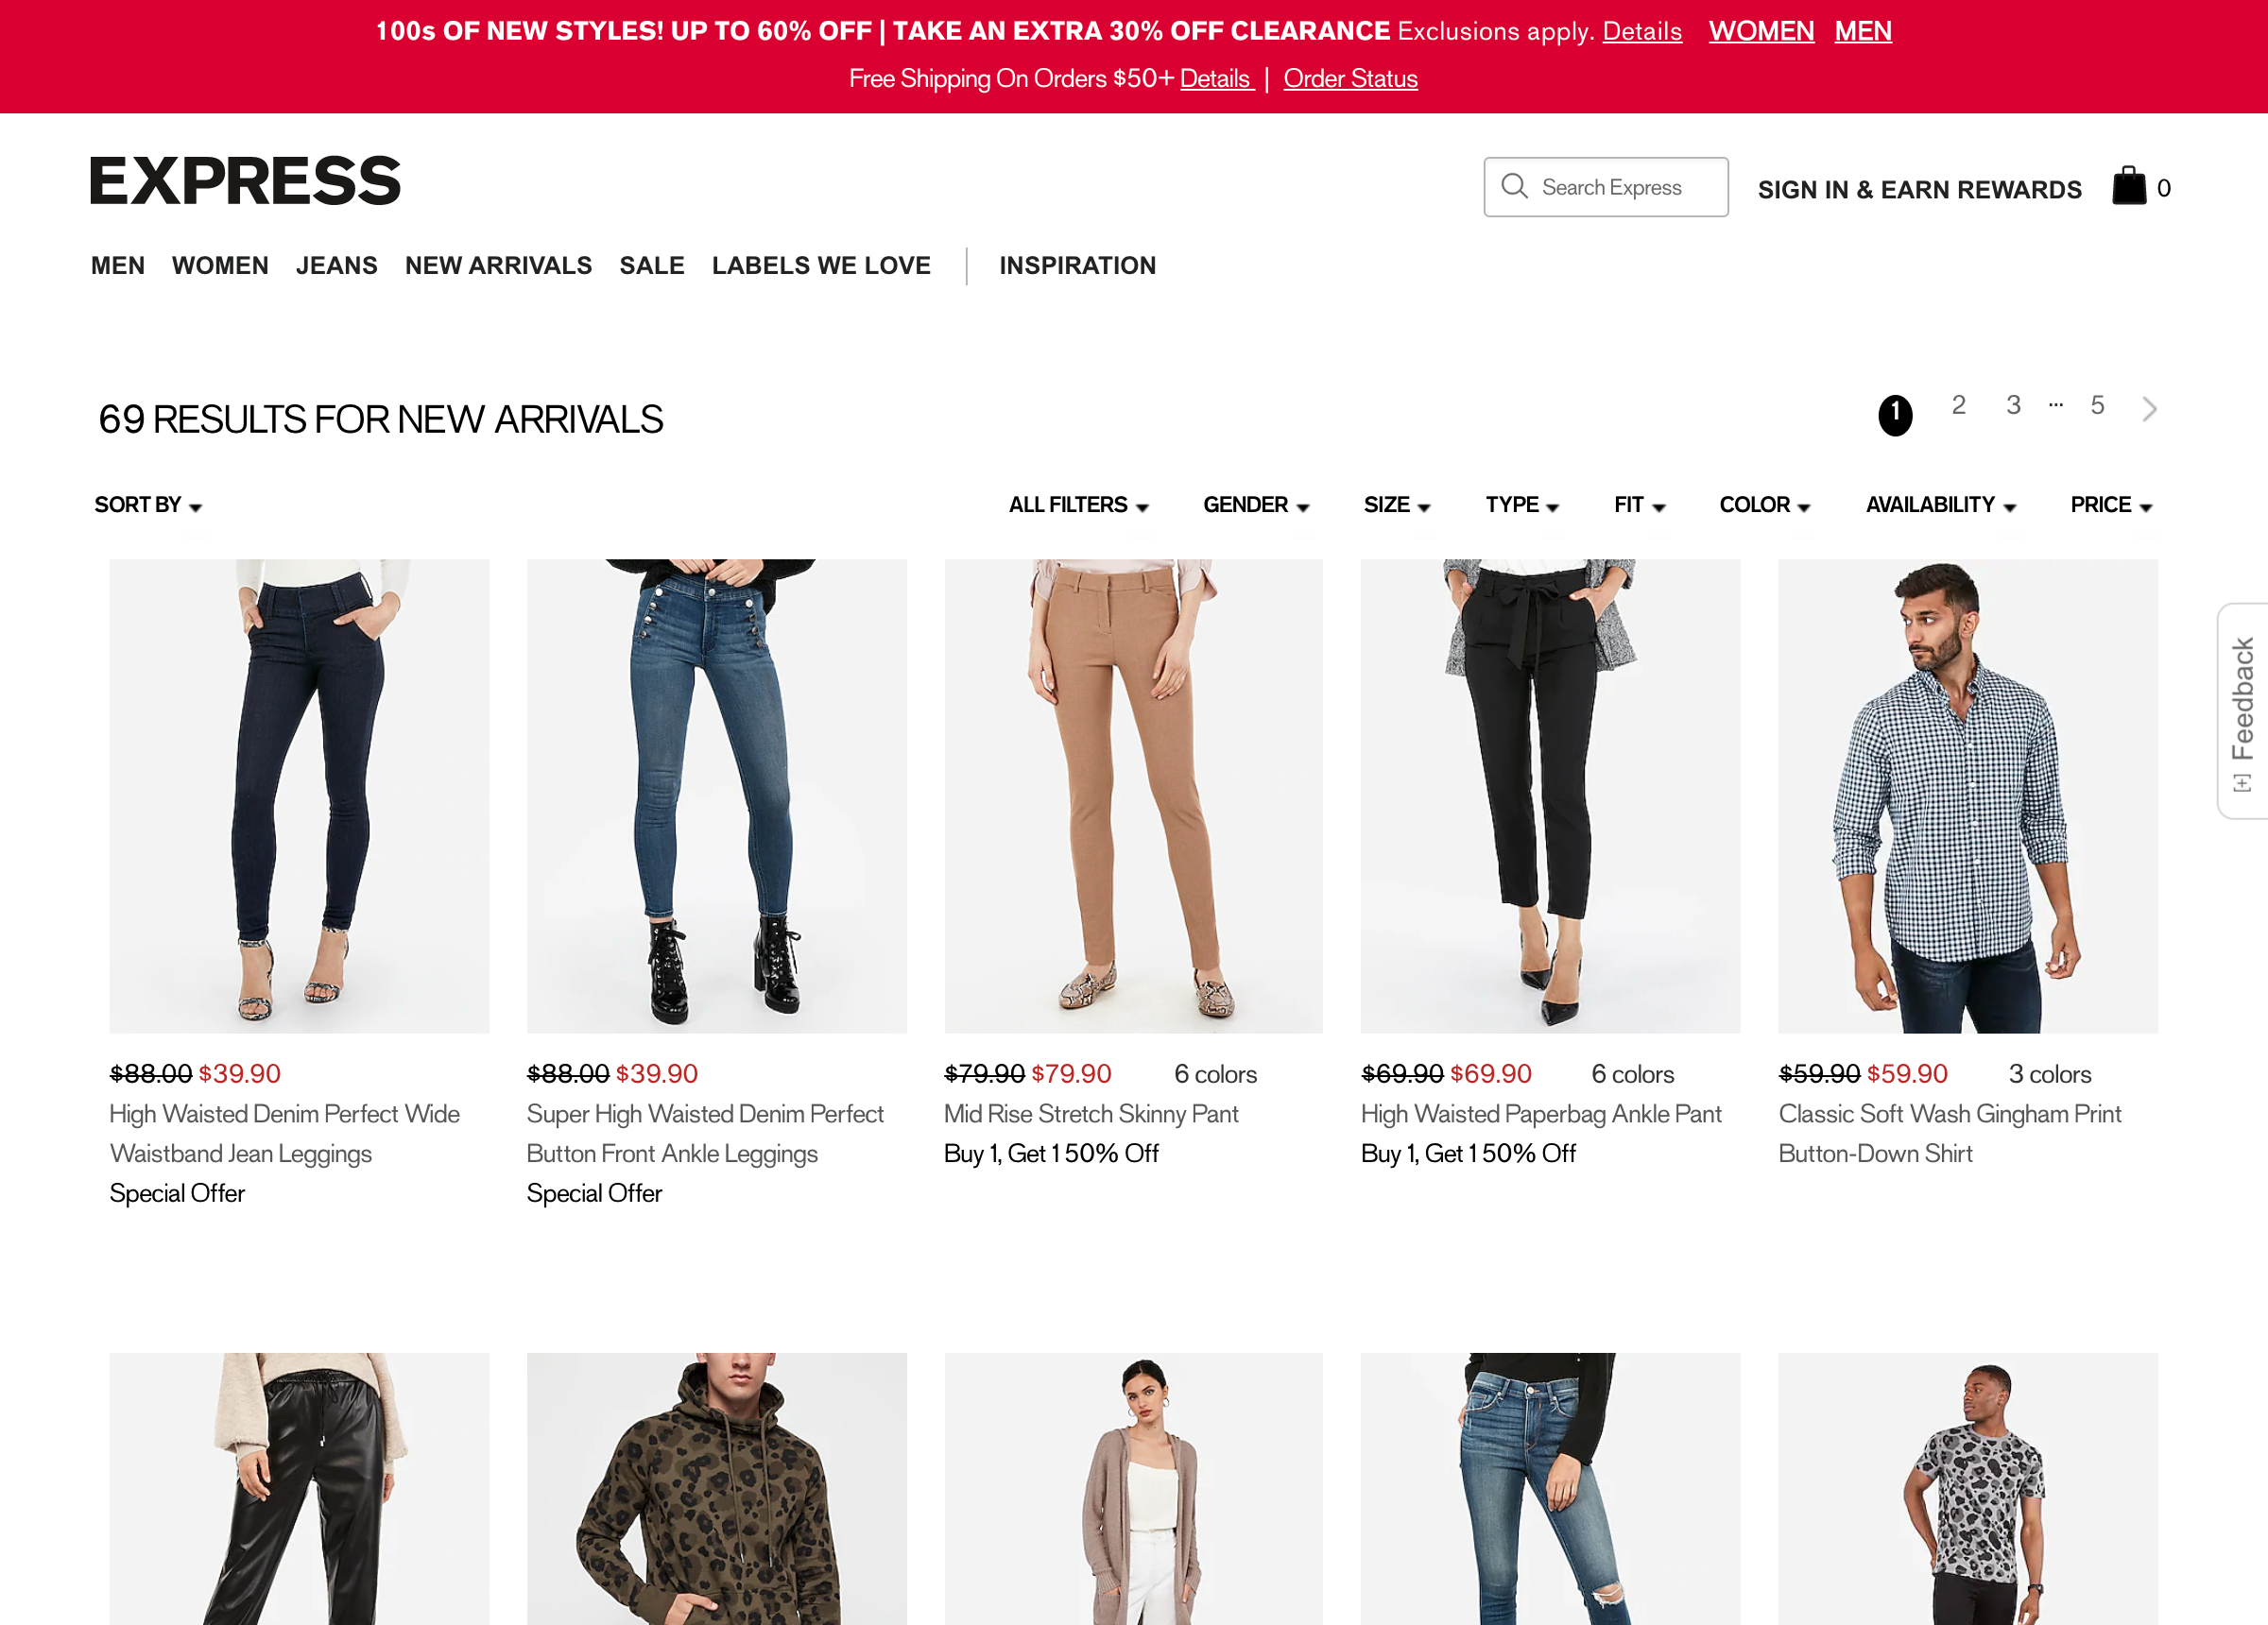 100s OF NEW STYLES! UP TO 60% OFF | TAKE AN EXTRA 30% OFF CLEARANCE Exclusions apply. Details WOMEN MEN
Free Shipping On Orders $50+ Details | Order Status
EXPRESS
Search Express
SIGN IN & EARN REWARDS
0
MEN WOMEN JEANS NEW ARRIVALS SALE LABELS WE LOVE | INSPIRATION
69 RESULTS FOR NEW ARRIVALS
1 2 3 ... 5
SORT BY
ALL FILTERS GENDER SIZE TYPE FIT COLOR AVAILABILITY PRICE
[+] Feedback
$88.00 $39.90
High Waisted Denim Perfect Wide
Waistband Jean Leggings
Special Offer
$88.00 $39.90
Super High Waisted Denim Perfect
Button Front Ankle Leggings
Special Offer
$79.90 $79.90 6 colors
Mid Rise Stretch Skinny Pant
Buy 1, Get 1 50% Off
$69.90 $69.90 6 colors
High Waisted Paperbag Ankle Pant
Buy 1, Get 1 50% Off
$59.90 $59.90 3 colors
Classic Soft Wash Gingham Print
Button-Down Shirt